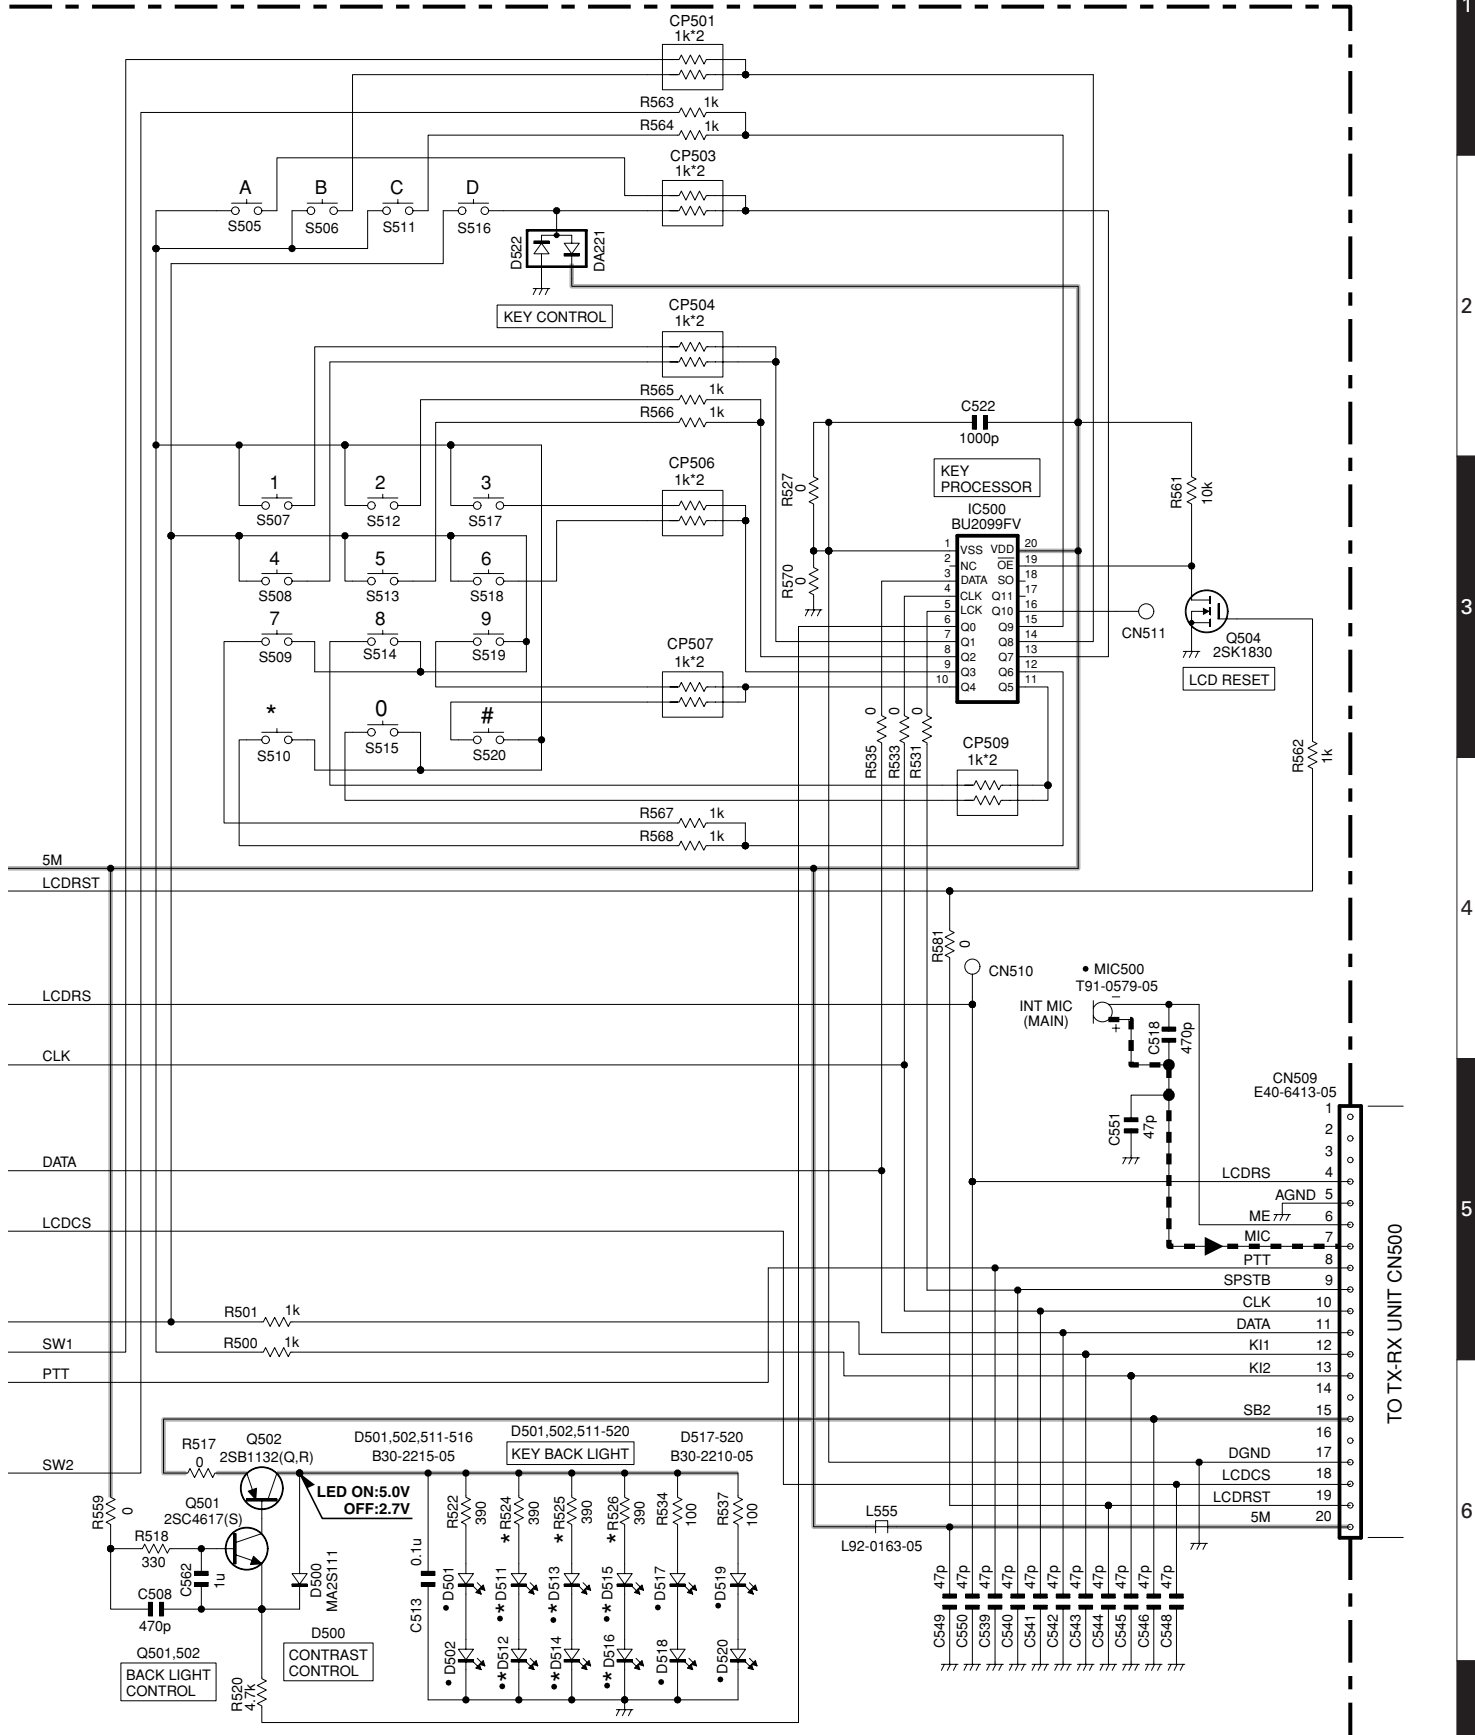 1
CP501
1k*2
R563 1k
R564 1k
CP503
1k*2
A B C D
S505 S506 S511 S516
D522
DA221
KEY CONTROL
2
CP504
1k*2
R565 1k
R566 1k
C522
1000p
CP506
1k*2
KEY
PROCESSOR
R527
0
R561
10k
1 2 3
S507 S512 S517
IC500
BU2099FV
4 5 6
S508 S513 S518
R570
0
1 VSS VDD 20
2 NC OE 19
3 DATA SO 18
4 CLK Q11 17
5 LCK Q10 16
6 Q0 Q9 15
7 Q1 Q8 14
8 Q2 Q7 13
9 Q3 Q6 12
10 Q4 Q5 11
CN511
Q504
2SK1830
LCD RESET
3
7 8 9
S509 S514 S519
CP507
1k*2
* 0 #
S510 S515 S520
R535
0
R533
0
R531
0
CP509
1k*2
R562
1k
R567 1k
R568 1k
5M
LCDRST
4
R581
0
CN510
LCDRS
• MIC500
T91-0579-05
INT MIC
(MAIN)
−
+
C518
470p
CLK
CN509
E40-6413-05
C551
47p
DATA
LCDCS
1
2
3
LCDRS 4
AGND 5
ME 6
MIC 7
PTT 8
SPSTB 9
CLK 10
DATA 11
KI1 12
KI2 13
14
SB2 15
16
DGND 17
LCDCS 18
LCDRST 19
5M 20
TO TX-RX UNIT CN500
5
R501 1k
SW1
R500 1k
PTT
SW2
R517
0
Q502
2SB1132(Q,R)
D501,502,511-516
B30-2215-05
D501,502,511-520
KEY BACK LIGHT
D517-520
B30-2210-05
LED ON:5.0V
OFF:2.7V
R559
0
Q501
2SC4617(S)
R518
330
C562
1u
C508
470p
D500
MA2S111
0.1u
C513
R522
390
* R524
390
* R525
390
* R526
390
R534
100
R537
100
• D501
•* D511
•* D513
•* D515
• D517
• D519
• D502
•* D512
•* D514
•* D516
• D518
• D520
L555
L92-0163-05
6
Q501,502
BACK LIGHT
CONTROL
D500
CONTRAST
CONTROL
R520
4.7k
C549 47p
C550 47p
C539 47p
C540 47p
C541 47p
C542 47p
C543 47p
C544 47p
C545 47p
C546 47p
C548 47p